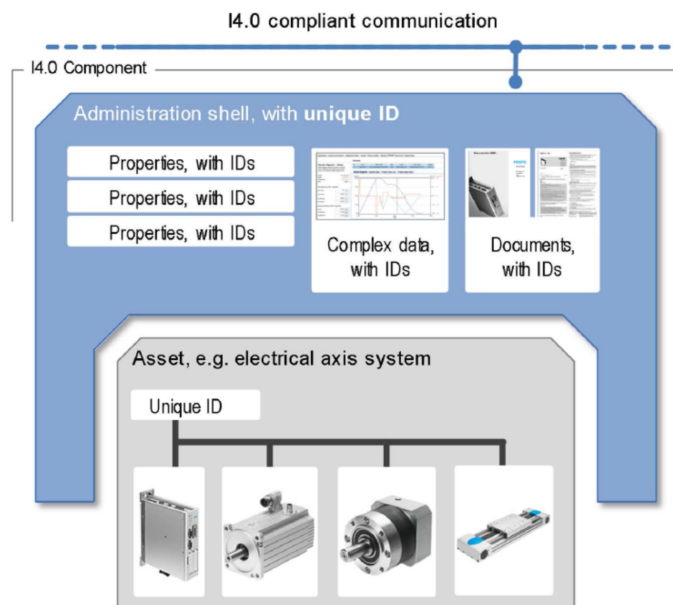 I4.0 compliant communication
I4.0 Component
Administration shell, with unique ID
Properties, with IDs
Properties, with IDs
Properties, with IDs
Complex data,
with IDs
Documents,
with IDs
Asset, e.g. electrical axis system
Unique ID